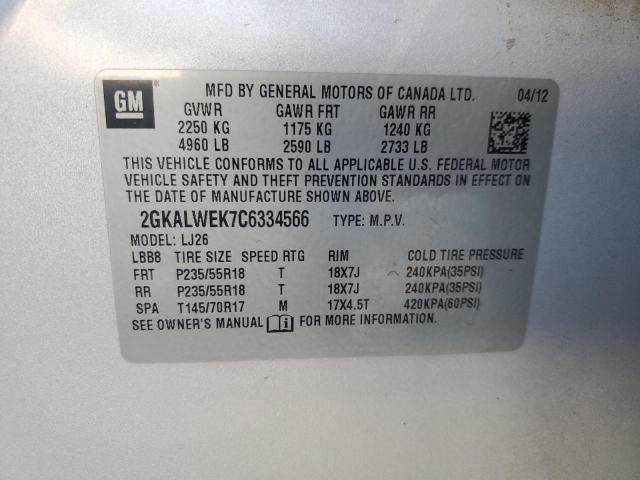 GM ®
MFD BY GENERAL MOTORS OF CANADA LTD. 04/12
GVWR GAWR FRT GAWR RR
2250 KG 1175 KG 1240 KG
4960 LB 2590 LB 2733 LB
THIS VEHICLE CONFORMS TO ALL APPLICABLE U.S. FEDERAL MOTOR
VEHICLE SAFETY AND THEFT PREVENTION STANDARDS IN EFFECT ON
THE DATE OF MANUFACTURE SHOWN ABOVE.
2GKALWEK7C6334566 TYPE: M.P.V.
MODEL: LJ26
LBB8 TIRE SIZE SPEED RTG RIM COLD TIRE PRESSURE
FRT P235/55R18 T 18X7J 240KPA(35PSI)
RR P235/55R18 T 18X7J 240KPA(35PSI)
SPA T145/70R17 M 17X4.5T 420KPA(60PSI)
SEE OWNER'S MANUAL FOR MORE INFORMATION.